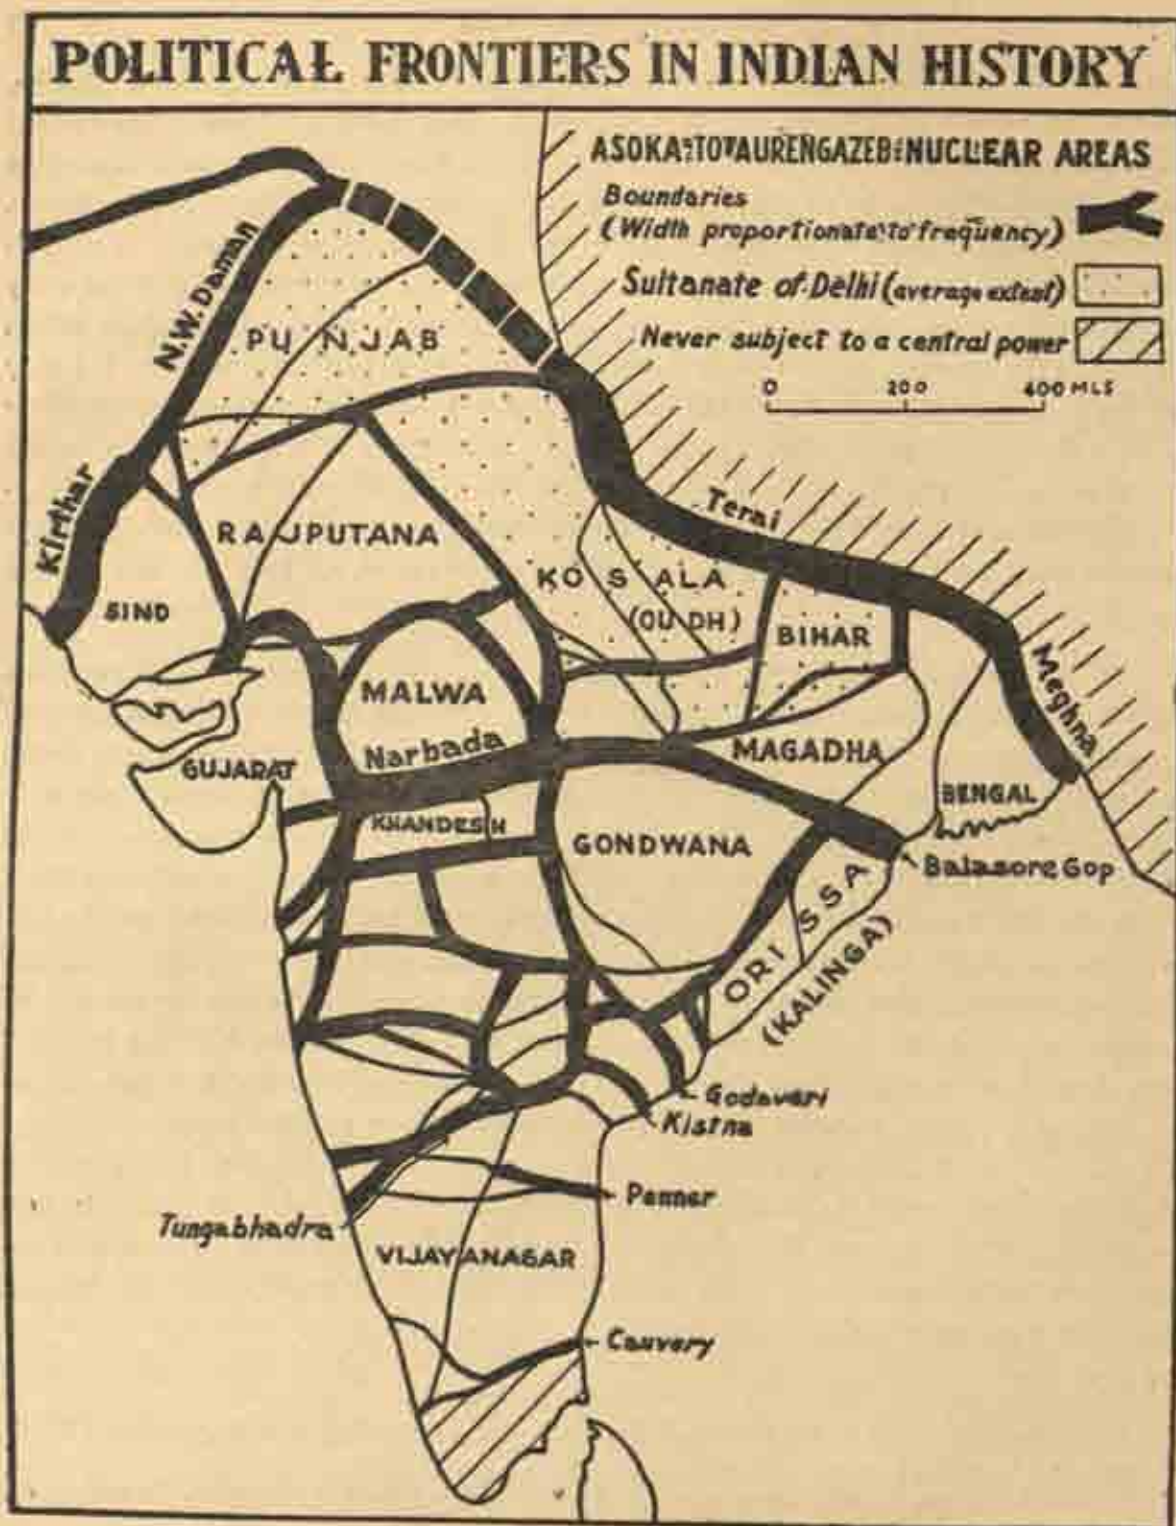 POLITICAL FRONTIERS IN INDIAN HISTORY
ASOKA TO AURENGAZEB: NUCLEAR AREAS
Boundaries
(Width proportionate to frequency)
Sultanate of Delhi (average extent)
Never subject to a central power
0 200 400 MLS
N.W. Daman
PUNJAB
Kirthar
RAJPUTANA
Terai
SIND
KOSALA
(OUDH)
BIHAR
Meghna
MALWA
Narbada
MAGADHA
GUJARAT
BENGAL
KHANDESH
GONDWANA
Balasore Gop
ORISSA
(KALINGA)
Godavari
Kistna
Penner
Tungabhadra
VIJAYANAGAR
Cauvery